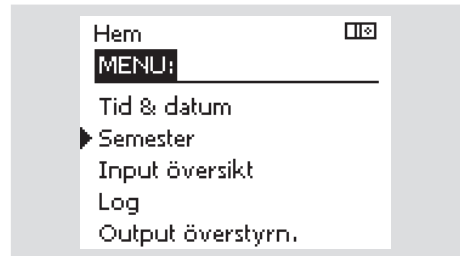 Hem
MENU:
Tid & datum
Semester
Input översikt
Log
Output överstyrn.